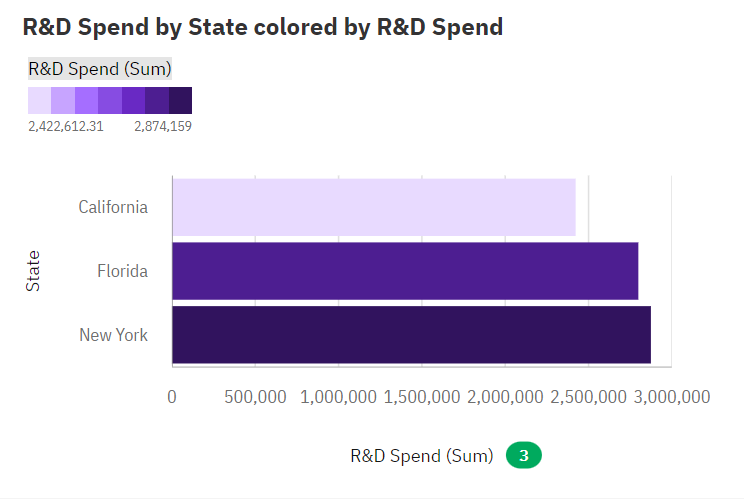 R&D Spend by State colored by R&D Spend
R&D Spend (Sum)
2,422,612.31 2,874,159
California
Florida
New York
State
0 500,000 1,000,000 1,500,000 2,000,000 2,500,000 3,000,000
R&D Spend (Sum) 3